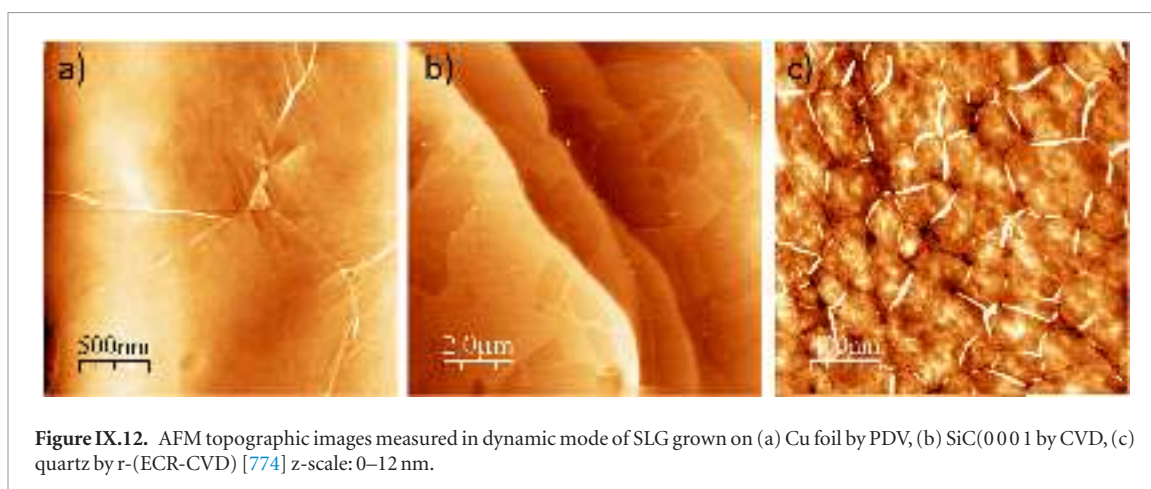 a) b) c)
500nm 2.0μm
Figure IX.12. AFM topographic images measured in dynamic mode of SLG grown on (a) Cu foil by PDV, (b) SiC(0 0 0 1 by CVD, (c)
quartz by r-(ECR-CVD) [774] z-scale: 0–12 nm.